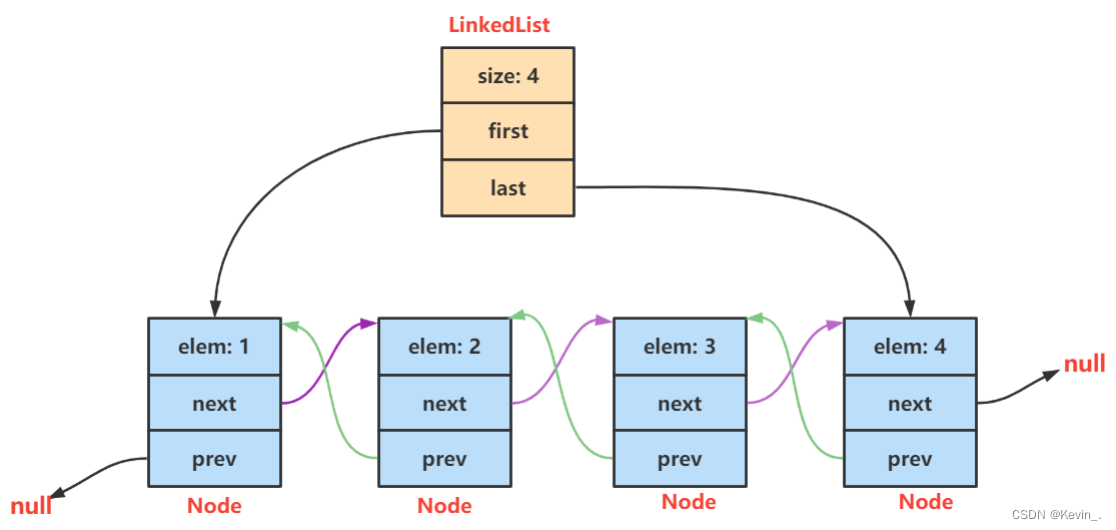 LinkedList
size: 4
first
last
elem: 1
elem: 2
elem: 3
elem: 4
next
next
next
next
null
prev
prev
prev
prev
null
Node
Node
Node
Node
CSDN @Kevin_.